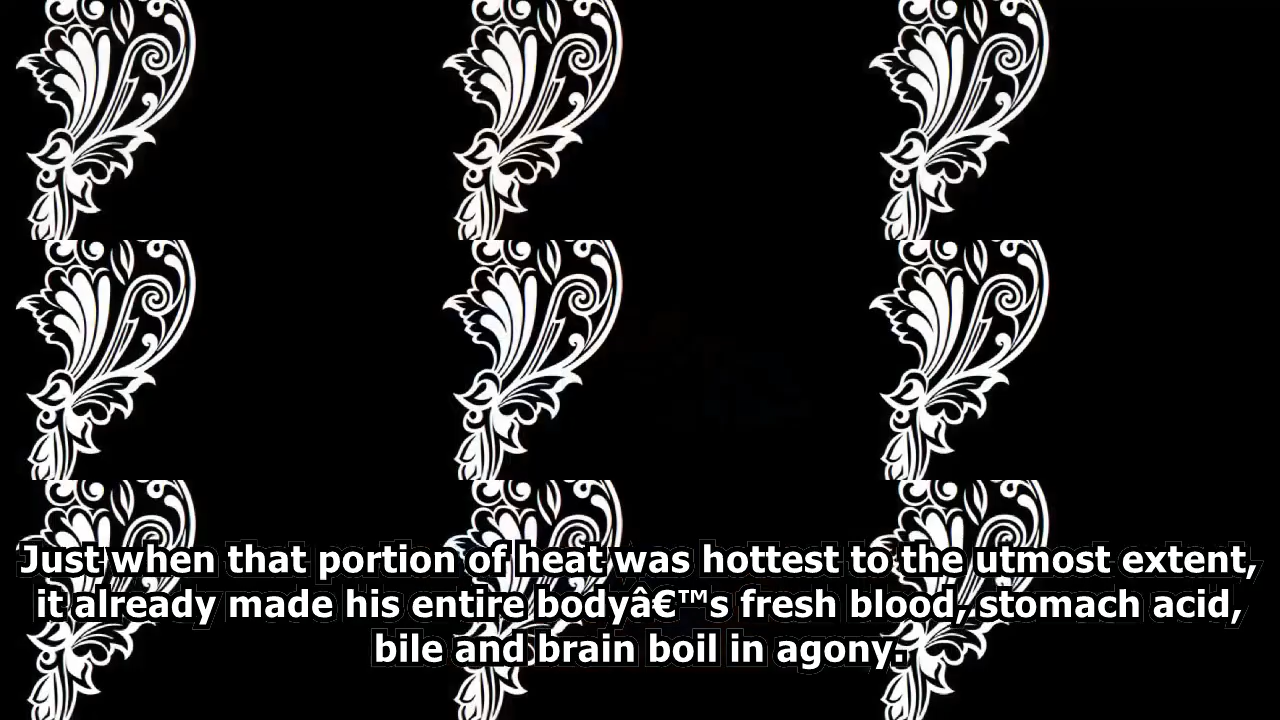 Just when that portion of heat was hottest to the utmost extent,
it already made his entire bodyâ€™s fresh blood, stomach acid,
bile and brain boil in agony.